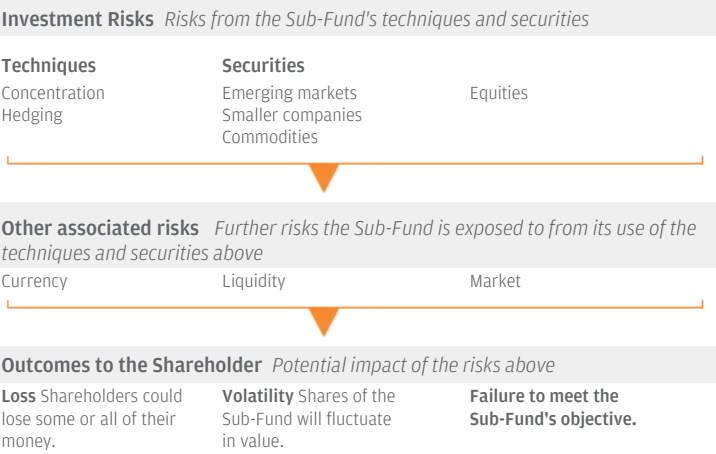 Investment Risks Risks from the Sub-Fund's techniques and securities
Techniques
Concentration
Hedging
Securities
Emerging markets
Smaller companies
Commodities
Equities
Other associated risks Further risks the Sub-Fund is exposed to from its use of the
techniques and securities above
Currency
Liquidity
Market
Outcomes to the Shareholder Potential impact of the risks above
Loss Shareholders could
lose some or all of their
money.
Volatility Shares of the
Sub-Fund will fluctuate
in value.
Failure to meet the
Sub-Fund's objective.